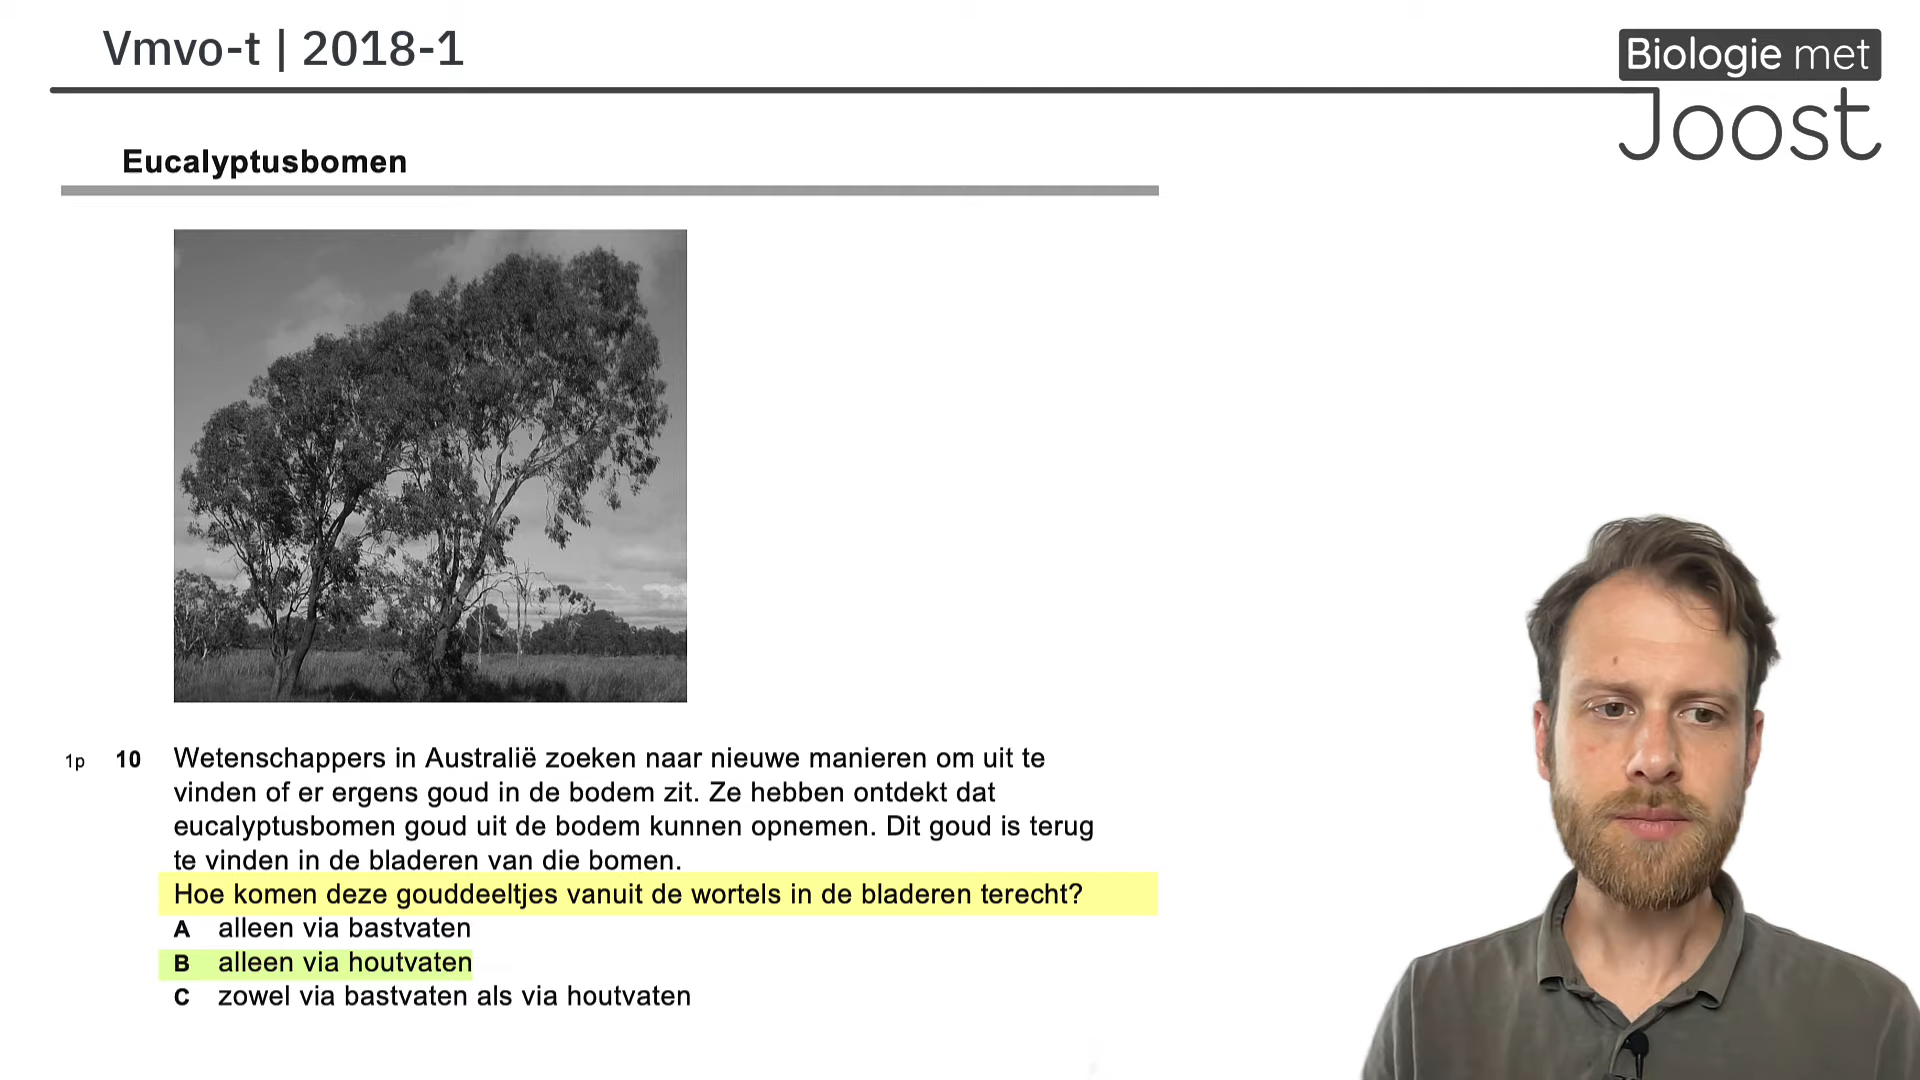 Vmvo-t | 2018-1
Biologie met
Joost
Eucalyptusbomen
1p 10 Wetenschappers in Australië zoeken naar nieuwe manieren om uit te
vinden of er ergens goud in de bodem zit. Ze hebben ontdekt dat
eucalyptusbomen goud uit de bodem kunnen opnemen. Dit goud is terug
te vinden in de bladeren van die bomen.
Hoe komen deze gouddeeltjes vanuit de wortels in de bladeren terecht?
A alleen via bastvaten
B alleen via houtvaten
C zowel via bastvaten als via houtvaten